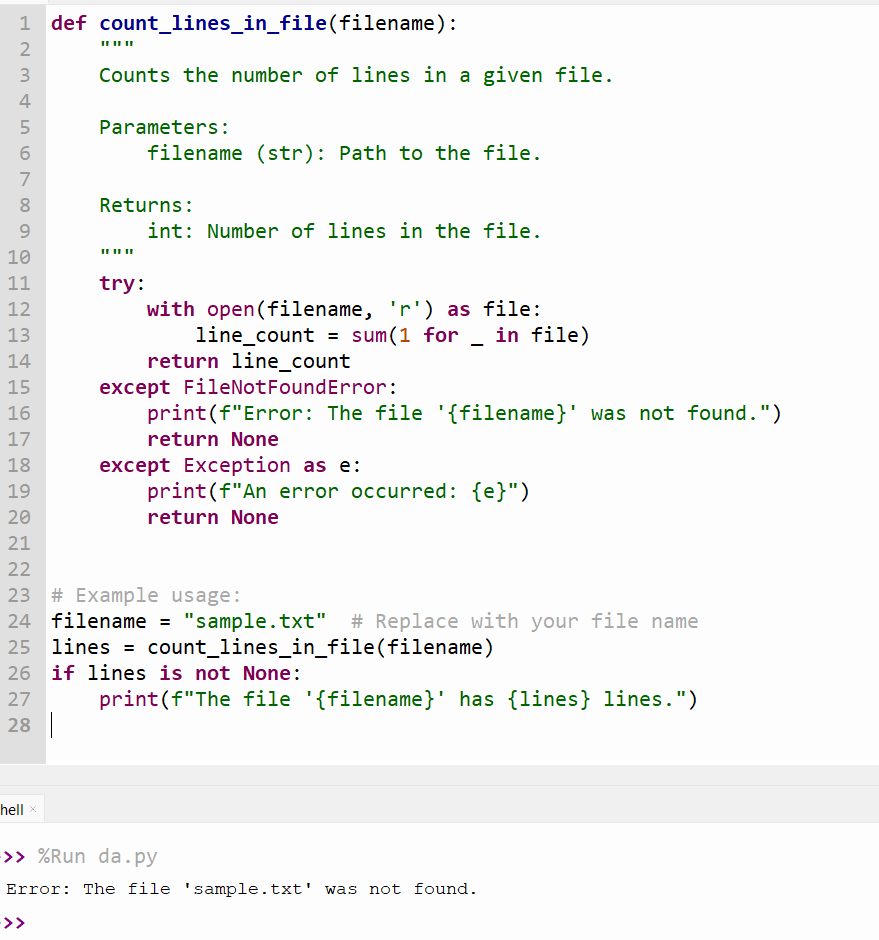 1 def count_lines_in_file(filename):
2     """
3     Counts the number of lines in a given file.
4
5     Parameters:
6         filename (str): Path to the file.
7
8     Returns:
9         int: Number of lines in the file.
10     """
11     try:
12         with open(filename, 'r') as file:
13             line_count = sum(1 for _ in file)
14         return line_count
15     except FileNotFoundError:
16         print(f"Error: The file '{filename}' was not found.")
17         return None
18     except Exception as e:
19         print(f"An error occurred: {e}")
20         return None
21
22
23 # Example usage:
24 filename = "sample.txt"  # Replace with your file name
25 lines = count_lines_in_file(filename)
26 if lines is not None:
27     print(f"The file '{filename}' has {lines} lines.")
28
hell ×
>>> %Run da.py
Error: The file 'sample.txt' was not found.
>>>